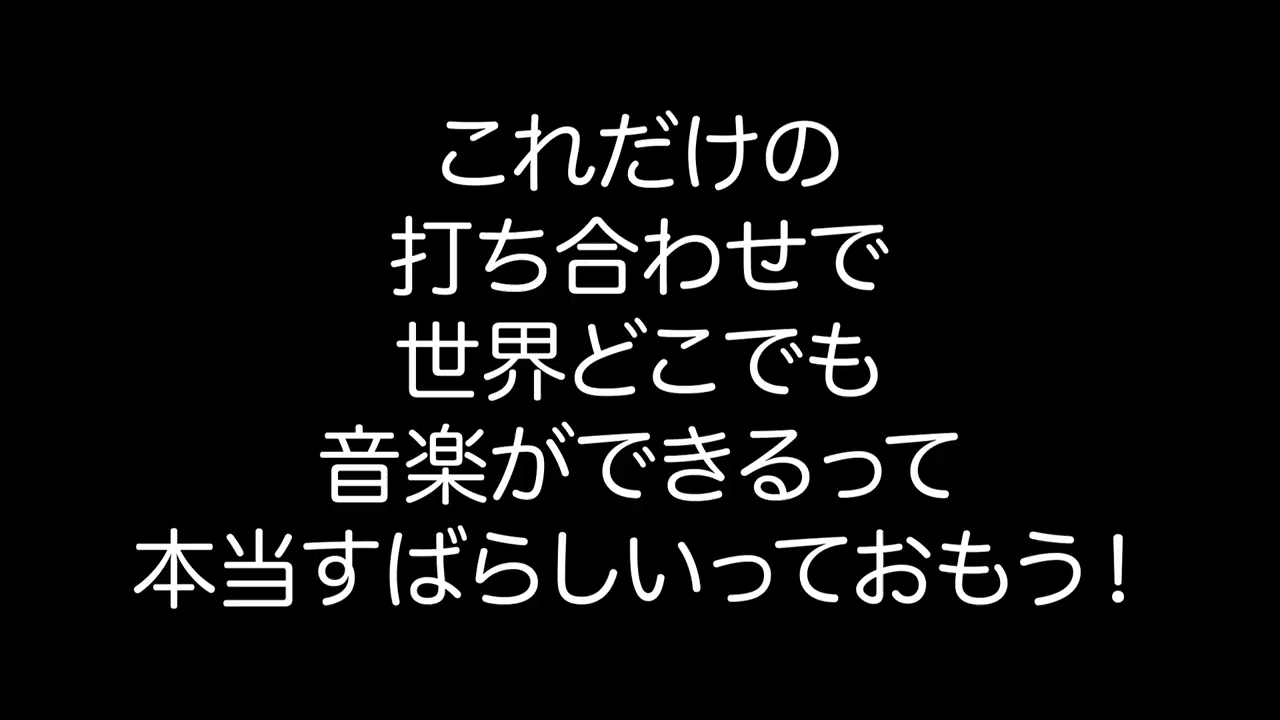 これだけの
打ち合わせで
世界どこでも
音楽ができるって
本当すばらしいっておもう!